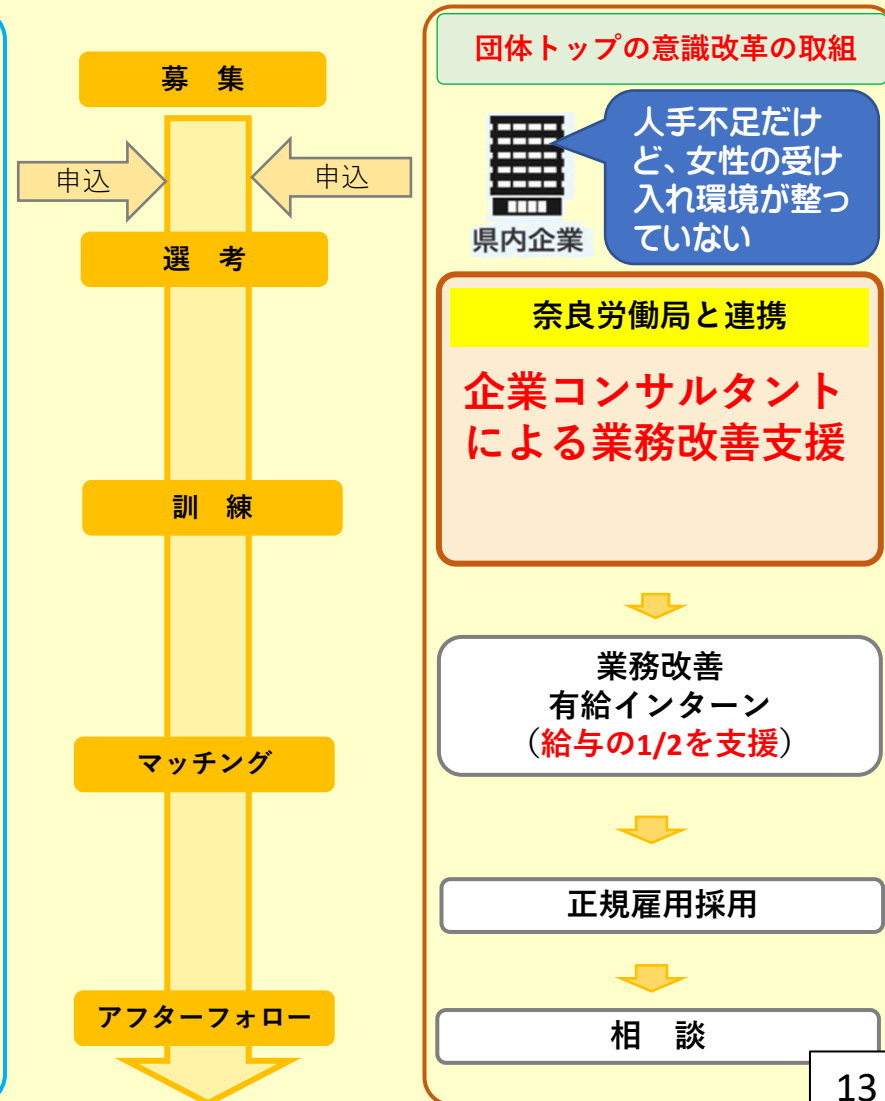 募　集
申込
申込
選　考
訓　練
マッチング
アフターフォロー
団体トップの意識改革の取組
人手不足だけ
ど、女性の受け
入れ環境が整っ
ていない
県内企業
奈良労働局と連携
企業コンサルタント
による業務改善支援
業務改善
有給インターン
（給与の1/2を支援）
正規雇用採用
相　談
13